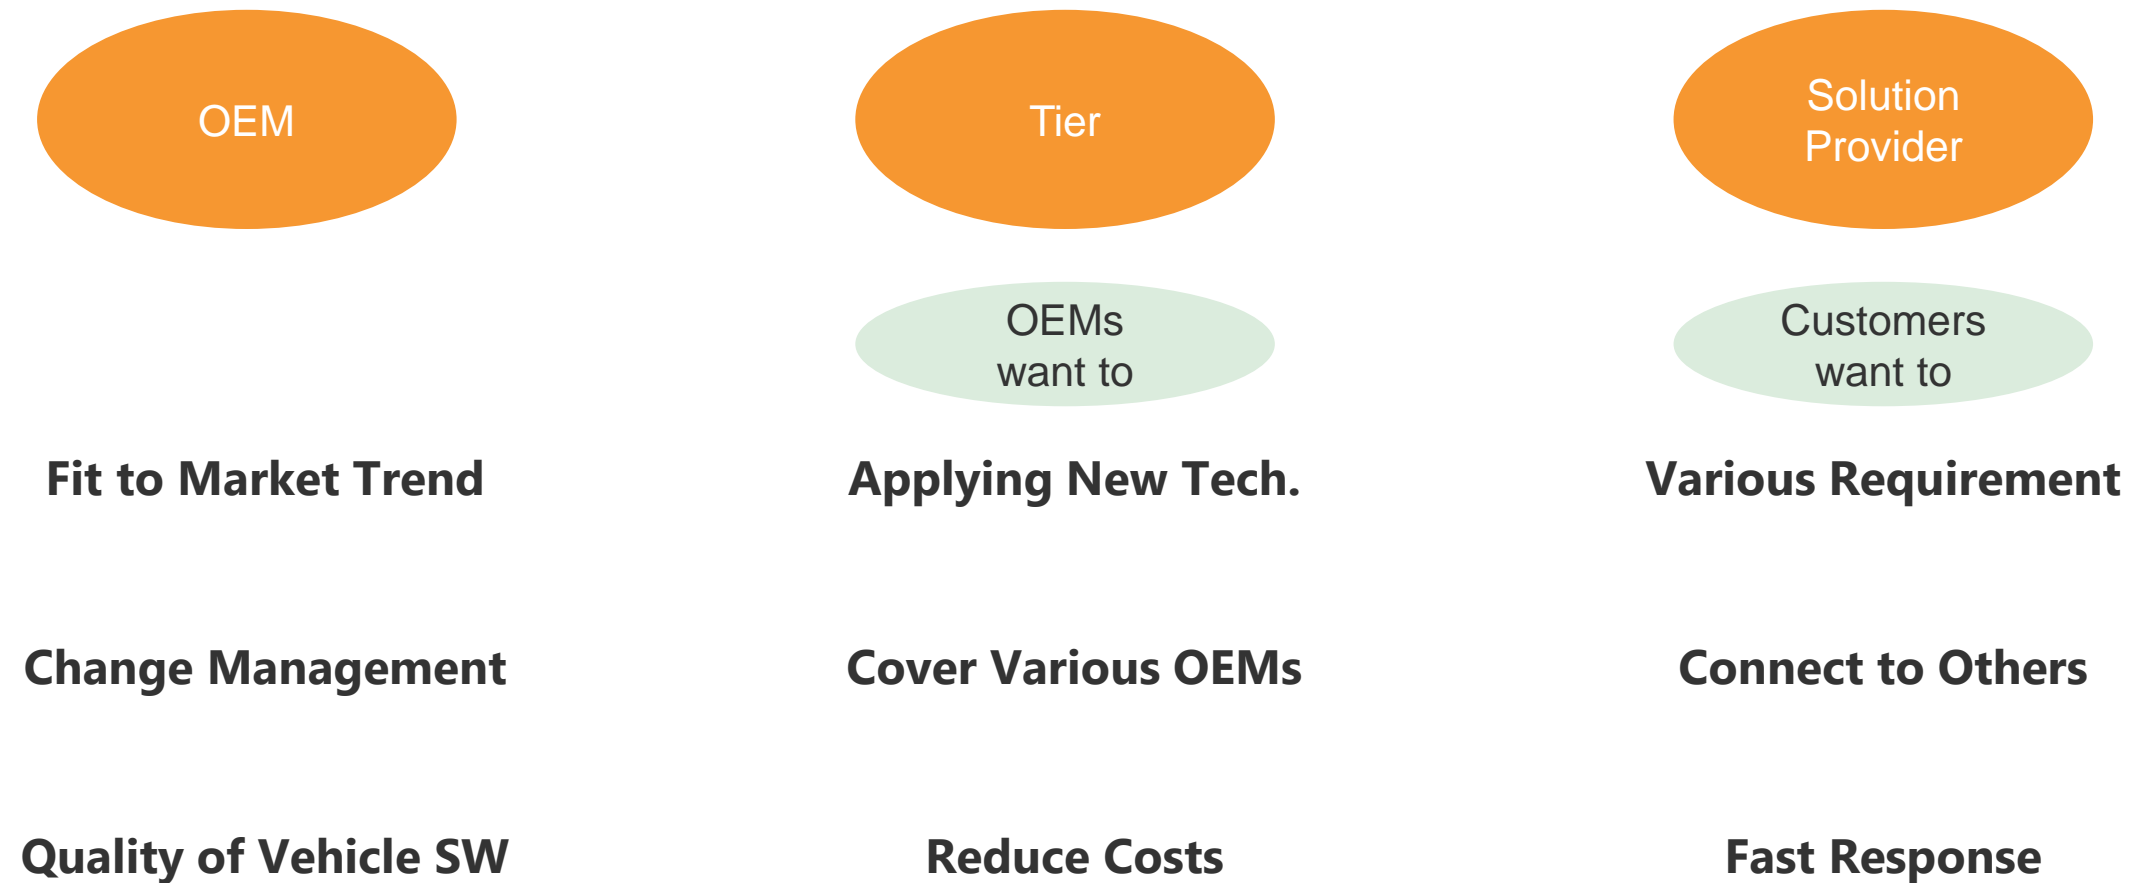 OEM
Tier
Solution
Provider
OEMs
want to
Customers
want to
Fit to Market Trend
Applying New Tech.
Various Requirement
Change Management
Cover Various OEMs
Connect to Others
Quality of Vehicle SW
Reduce Costs
Fast Response